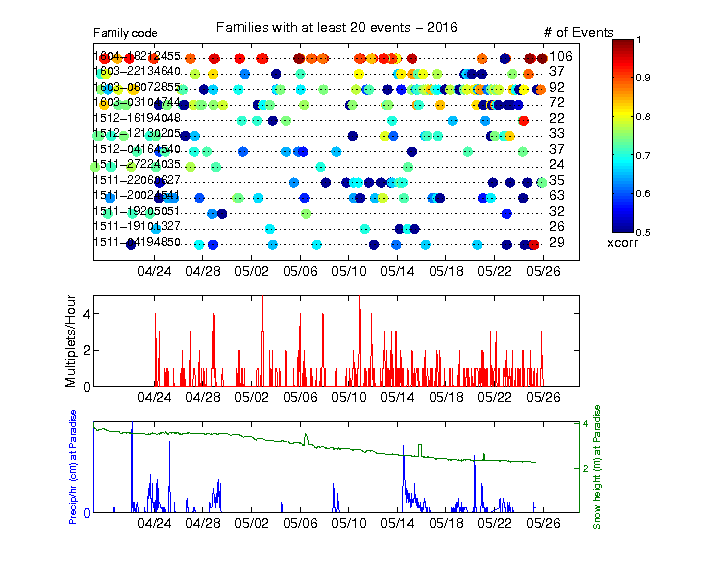 Families with at least 20 events − 2016
Family code
# of Events
1604−18212455 106
1603−22134640 37
1603−08072855 92
1603−03104744 72
1512−16194048 22
1512−12130205 33
1512−04164540 37
1511−27224035 24
35
63
1511−19205051 32
1511−19101327 26
1511−04194850 29
04/24 04/28 05/02 05/06 05/10 05/14 05/18 05/22 05/26
1
0.9
0.8
0.7
0.6
0.5
xcorr
Multiplets/Hour
4
2
0
04/24 04/28 05/02 05/06 05/10 05/14 05/18 05/22 05/26
Precip/hr (cm) at Paradise
0
4
2
Snow height (m) at Paradise
04/24 04/28 05/02 05/06 05/10 05/14 05/18 05/22 05/26